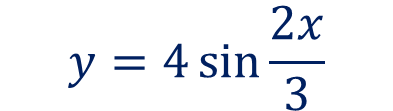 y = 4 sin 2x/3